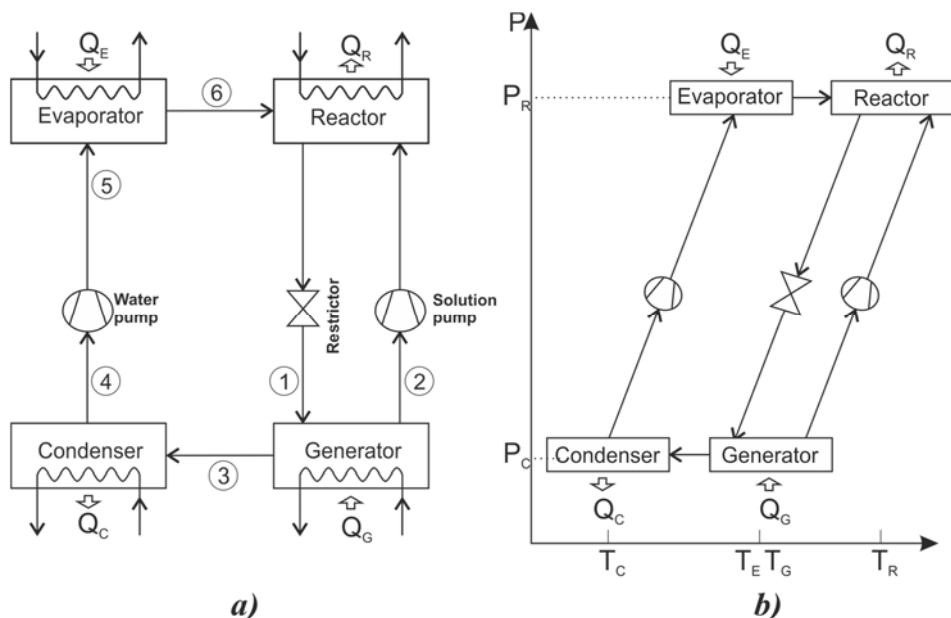 Q_E
Q_R
Evaporator
6
Reactor
5
Water
pump
Restrictor
Solution
pump
4
1
2
Condenser
3
Generator
Q_C
Q_G
a)
P
Q_E
Q_R
P_R
Evaporator
Reactor
P_C
Condenser
Generator
Q_C
Q_G
T_C
T_E T_G
T_R
b)